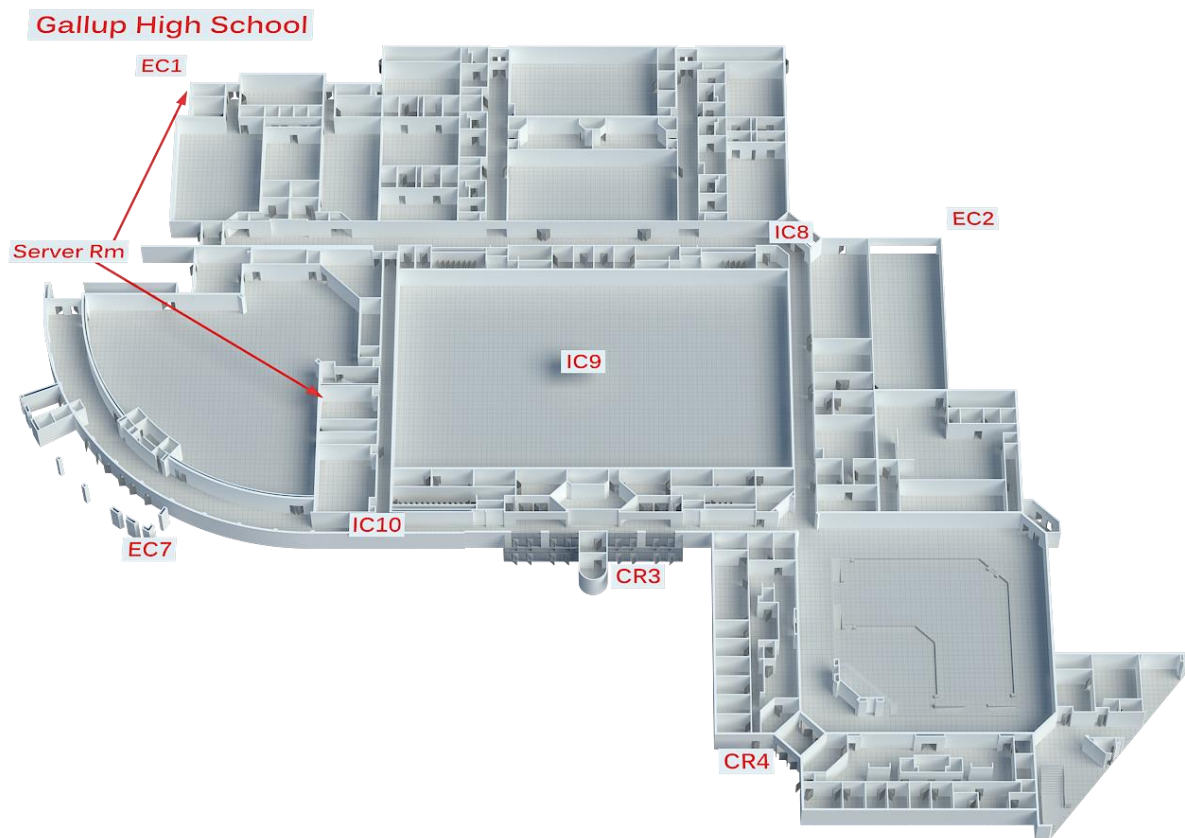 Gallup High School
EC1
EC2
IC8
Server Rm
IC9
IC10
EC7
CR3
CR4